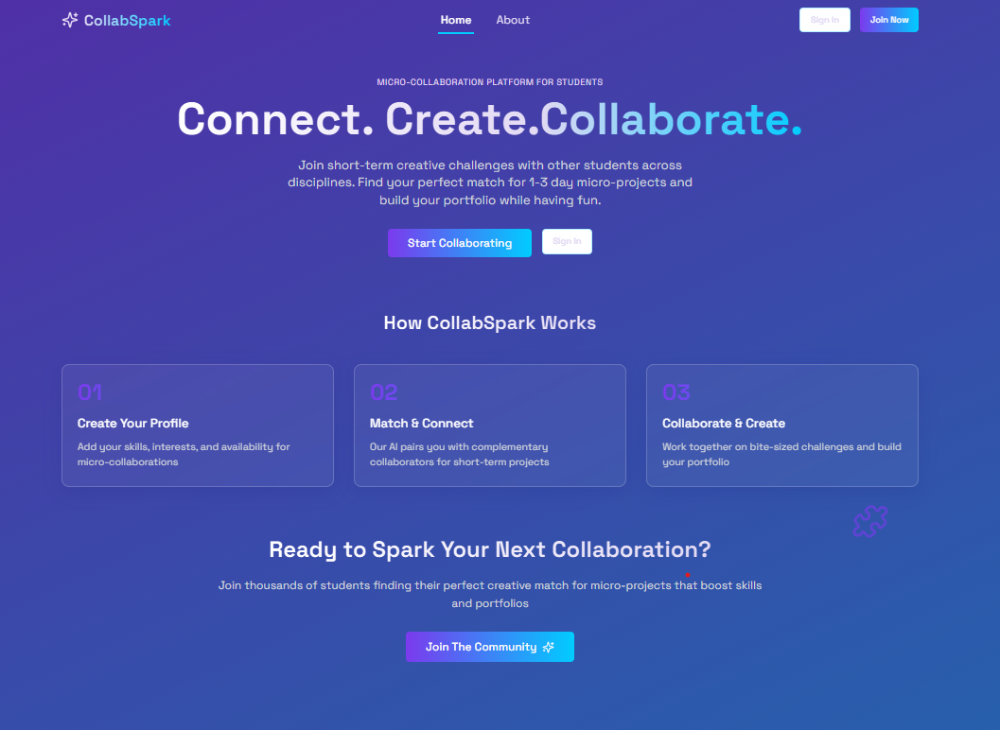 CollabSpark
Home
About
Sign In
Join Now
MICRO-COLLABORATION PLATFORM FOR STUDENTS
Connect. Create.Collaborate.
Join short-term creative challenges with other students across
disciplines. Find your perfect match for 1-3 day micro-projects and
build your portfolio while having fun.
Start Collaborating
Sign In
How CollabSpark Works
01
Create Your Profile
Add your skills, interests, and availability for
micro-collaborations
02
Match & Connect
Our AI pairs you with complementary
collaborators for short-term projects
03
Collaborate & Create
Work together on bite-sized challenges and build
your portfolio
Ready to Spark Your Next Collaboration?
Join thousands of students finding their perfect creative match for micro-projects that boost skills
and portfolios
Join The Community